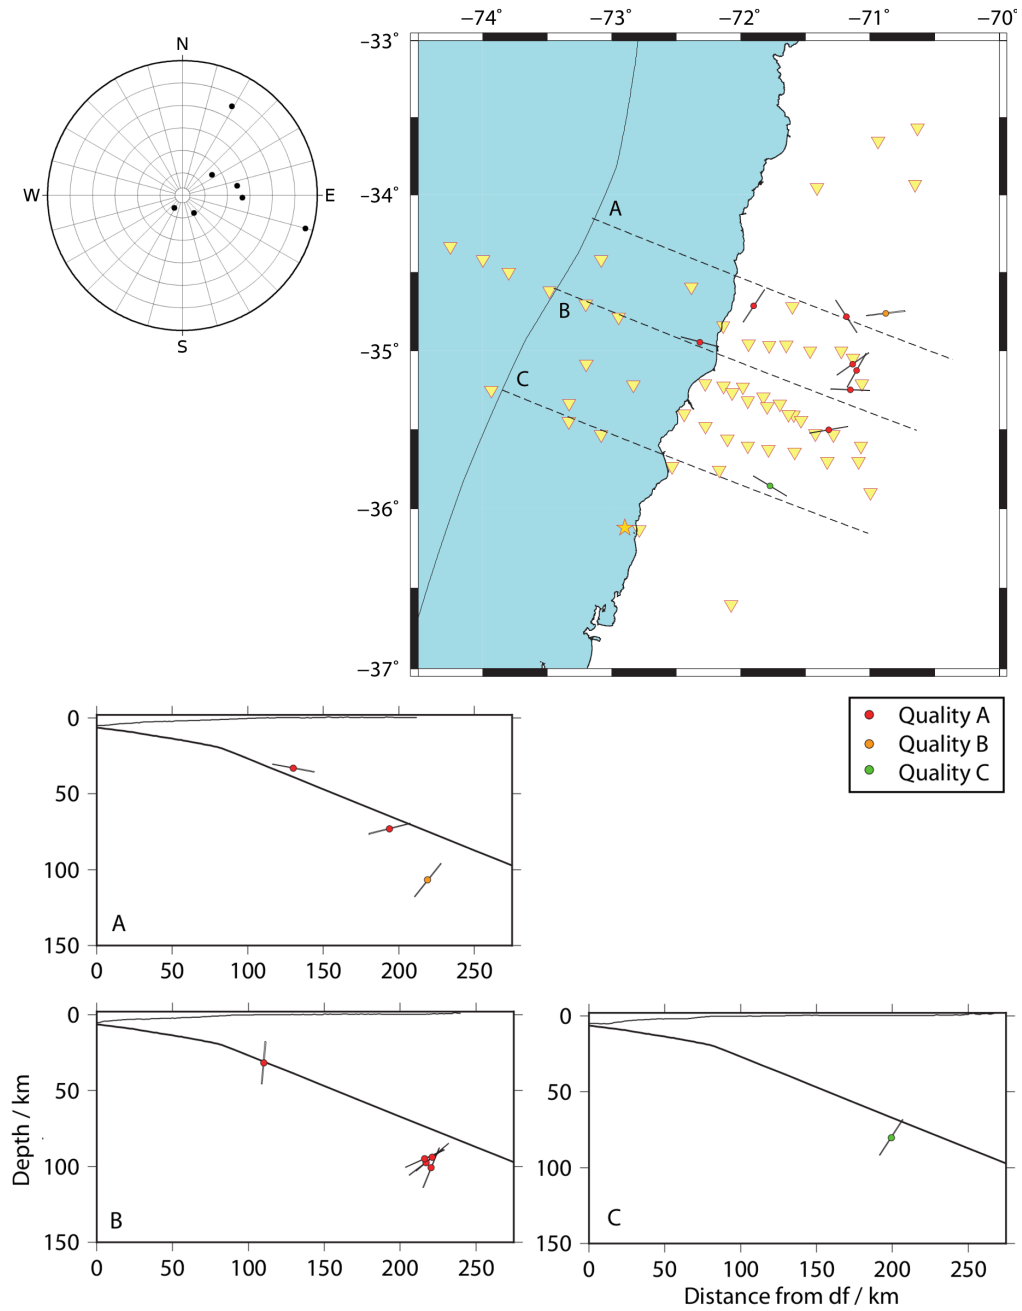 N
W
E
S
−74˚ −73˚ −72˚ −71˚ −70˚
−33˚
−34˚
−35˚
−36˚
−37˚
A
B
C
Quality A
Quality B
Quality C
0
50
100
150
A
0 50 100 150 200 250
Depth / km
0
50
100
150
B
0 50 100 150 200 250
0
50
100
150
C
0 50 100 150 200 250
Distance from df / km